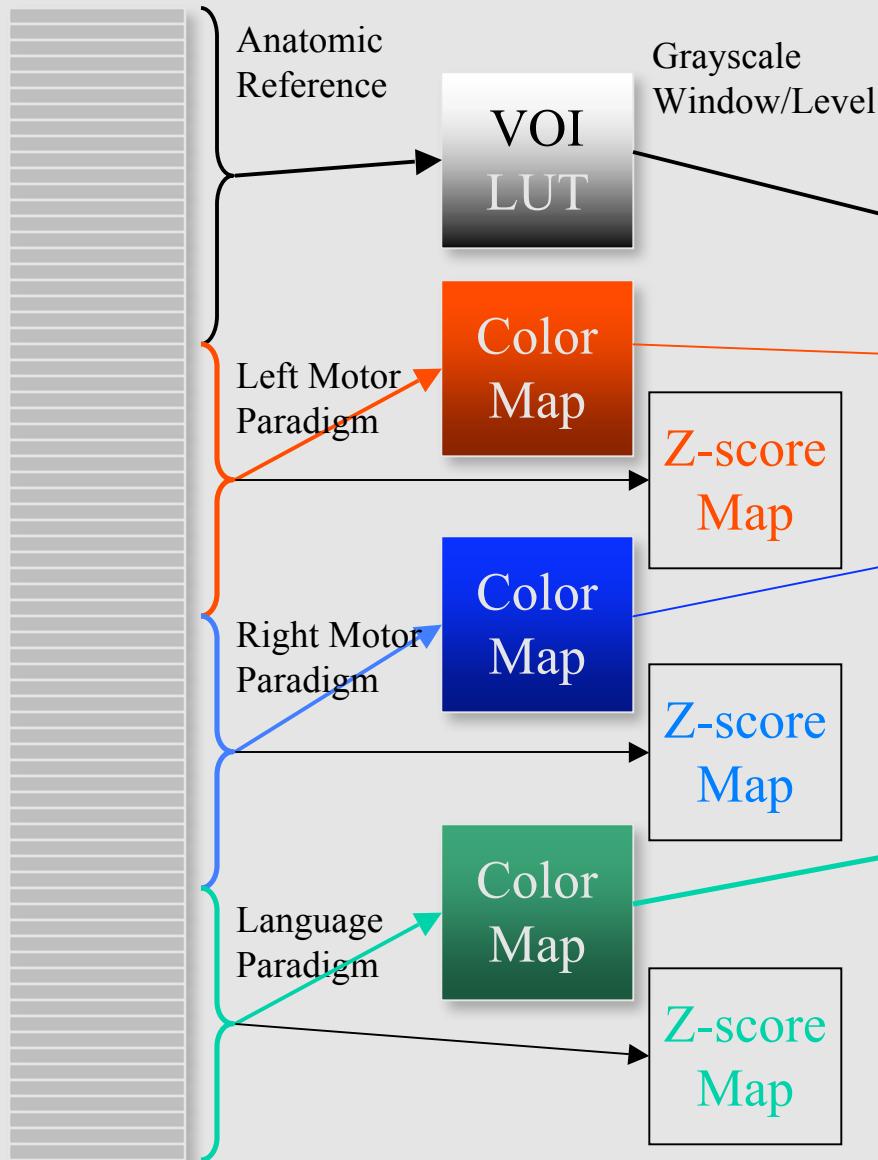 Anatomic
Reference
VOI
LUT
Grayscale
Window/Level
Left Motor
Paradigm
Color
Map
Z-score
Map
Right Motor
Paradigm
Color
Map
Z-score
Map
Language
Paradigm
Color
Map
Z-score
Map